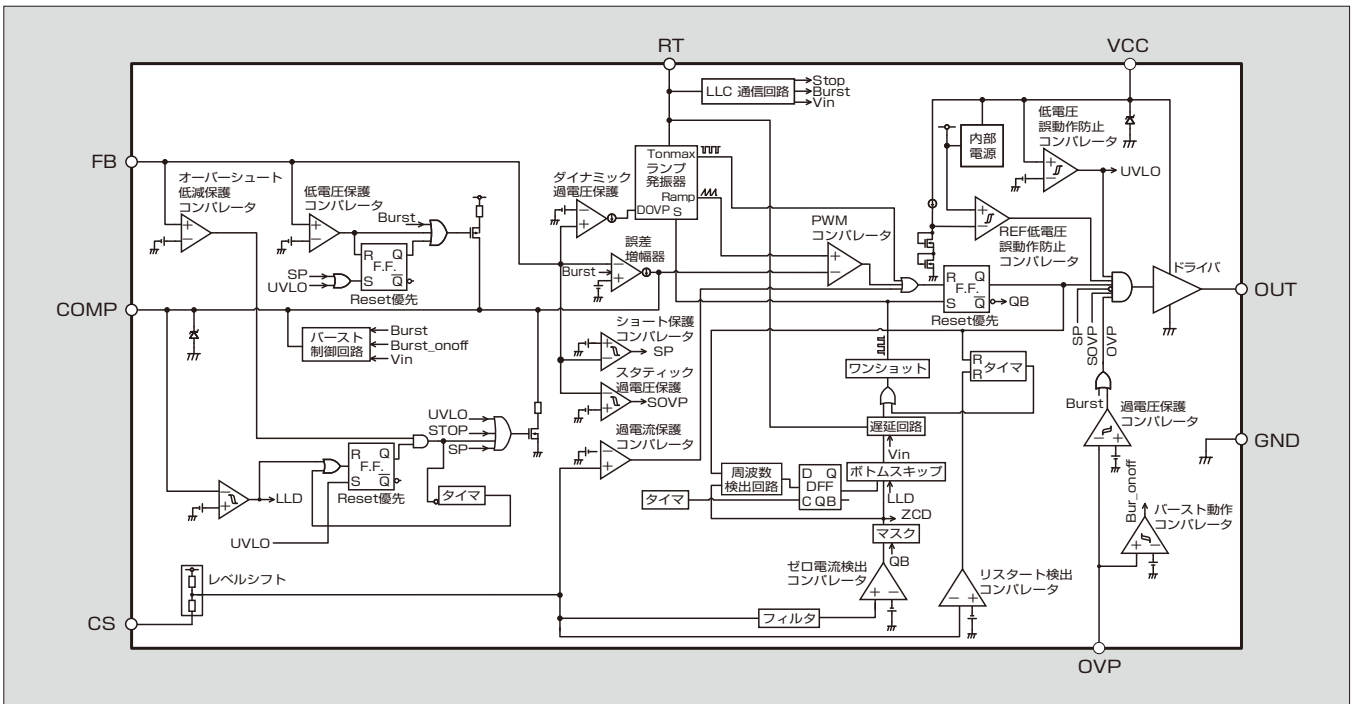 RT
VCC
LLC 通信回路
Stop
Burst
Vin
FB
オーバーシュート
低減保護
コンパレータ
低電圧保護
コンパレータ
Burst
R Q
F.F.
S Q
Reset優先
SP
UVLO
ダイナミック
過電圧保護
Tonmax
ランプ
発振器
Ramp
DOVP S
誤差
増幅器
Burst
PWM
コンパレータ
内部
電源
低電圧
誤動作防止
コンパレータ
UVLO
REF低電圧
誤動作防止
コンパレータ
R Q
F.F.
S Q
QB
Reset優先
ドライバ
OUT
SP
SOVP
OVP
COMP
バースト
制御回路
Burst
Burst_onoff
Vin
ショート保護
コンパレータ
SP
スタティック
過電圧保護
SOVP
過電流保護
コンパレータ
UVLO
STOP
SP
R Q
F.F.
S Q
Reset優先
LLD
タイマ
UVLO
ワンショット
R
R
タイマ
遅延回路
Vin
周波数
検出回路
D Q
DFF
C QB
ボトムスキップ
LLD
タイマ
ZCD
マスク
QB
ゼロ電流検出
コンパレータ
リスタート検出
コンパレータ
フィルタ
Burst
過電圧保護
コンパレータ
Bur_onoff
バースト動作
コンパレータ
GND
レベルシフト
CS
OVP